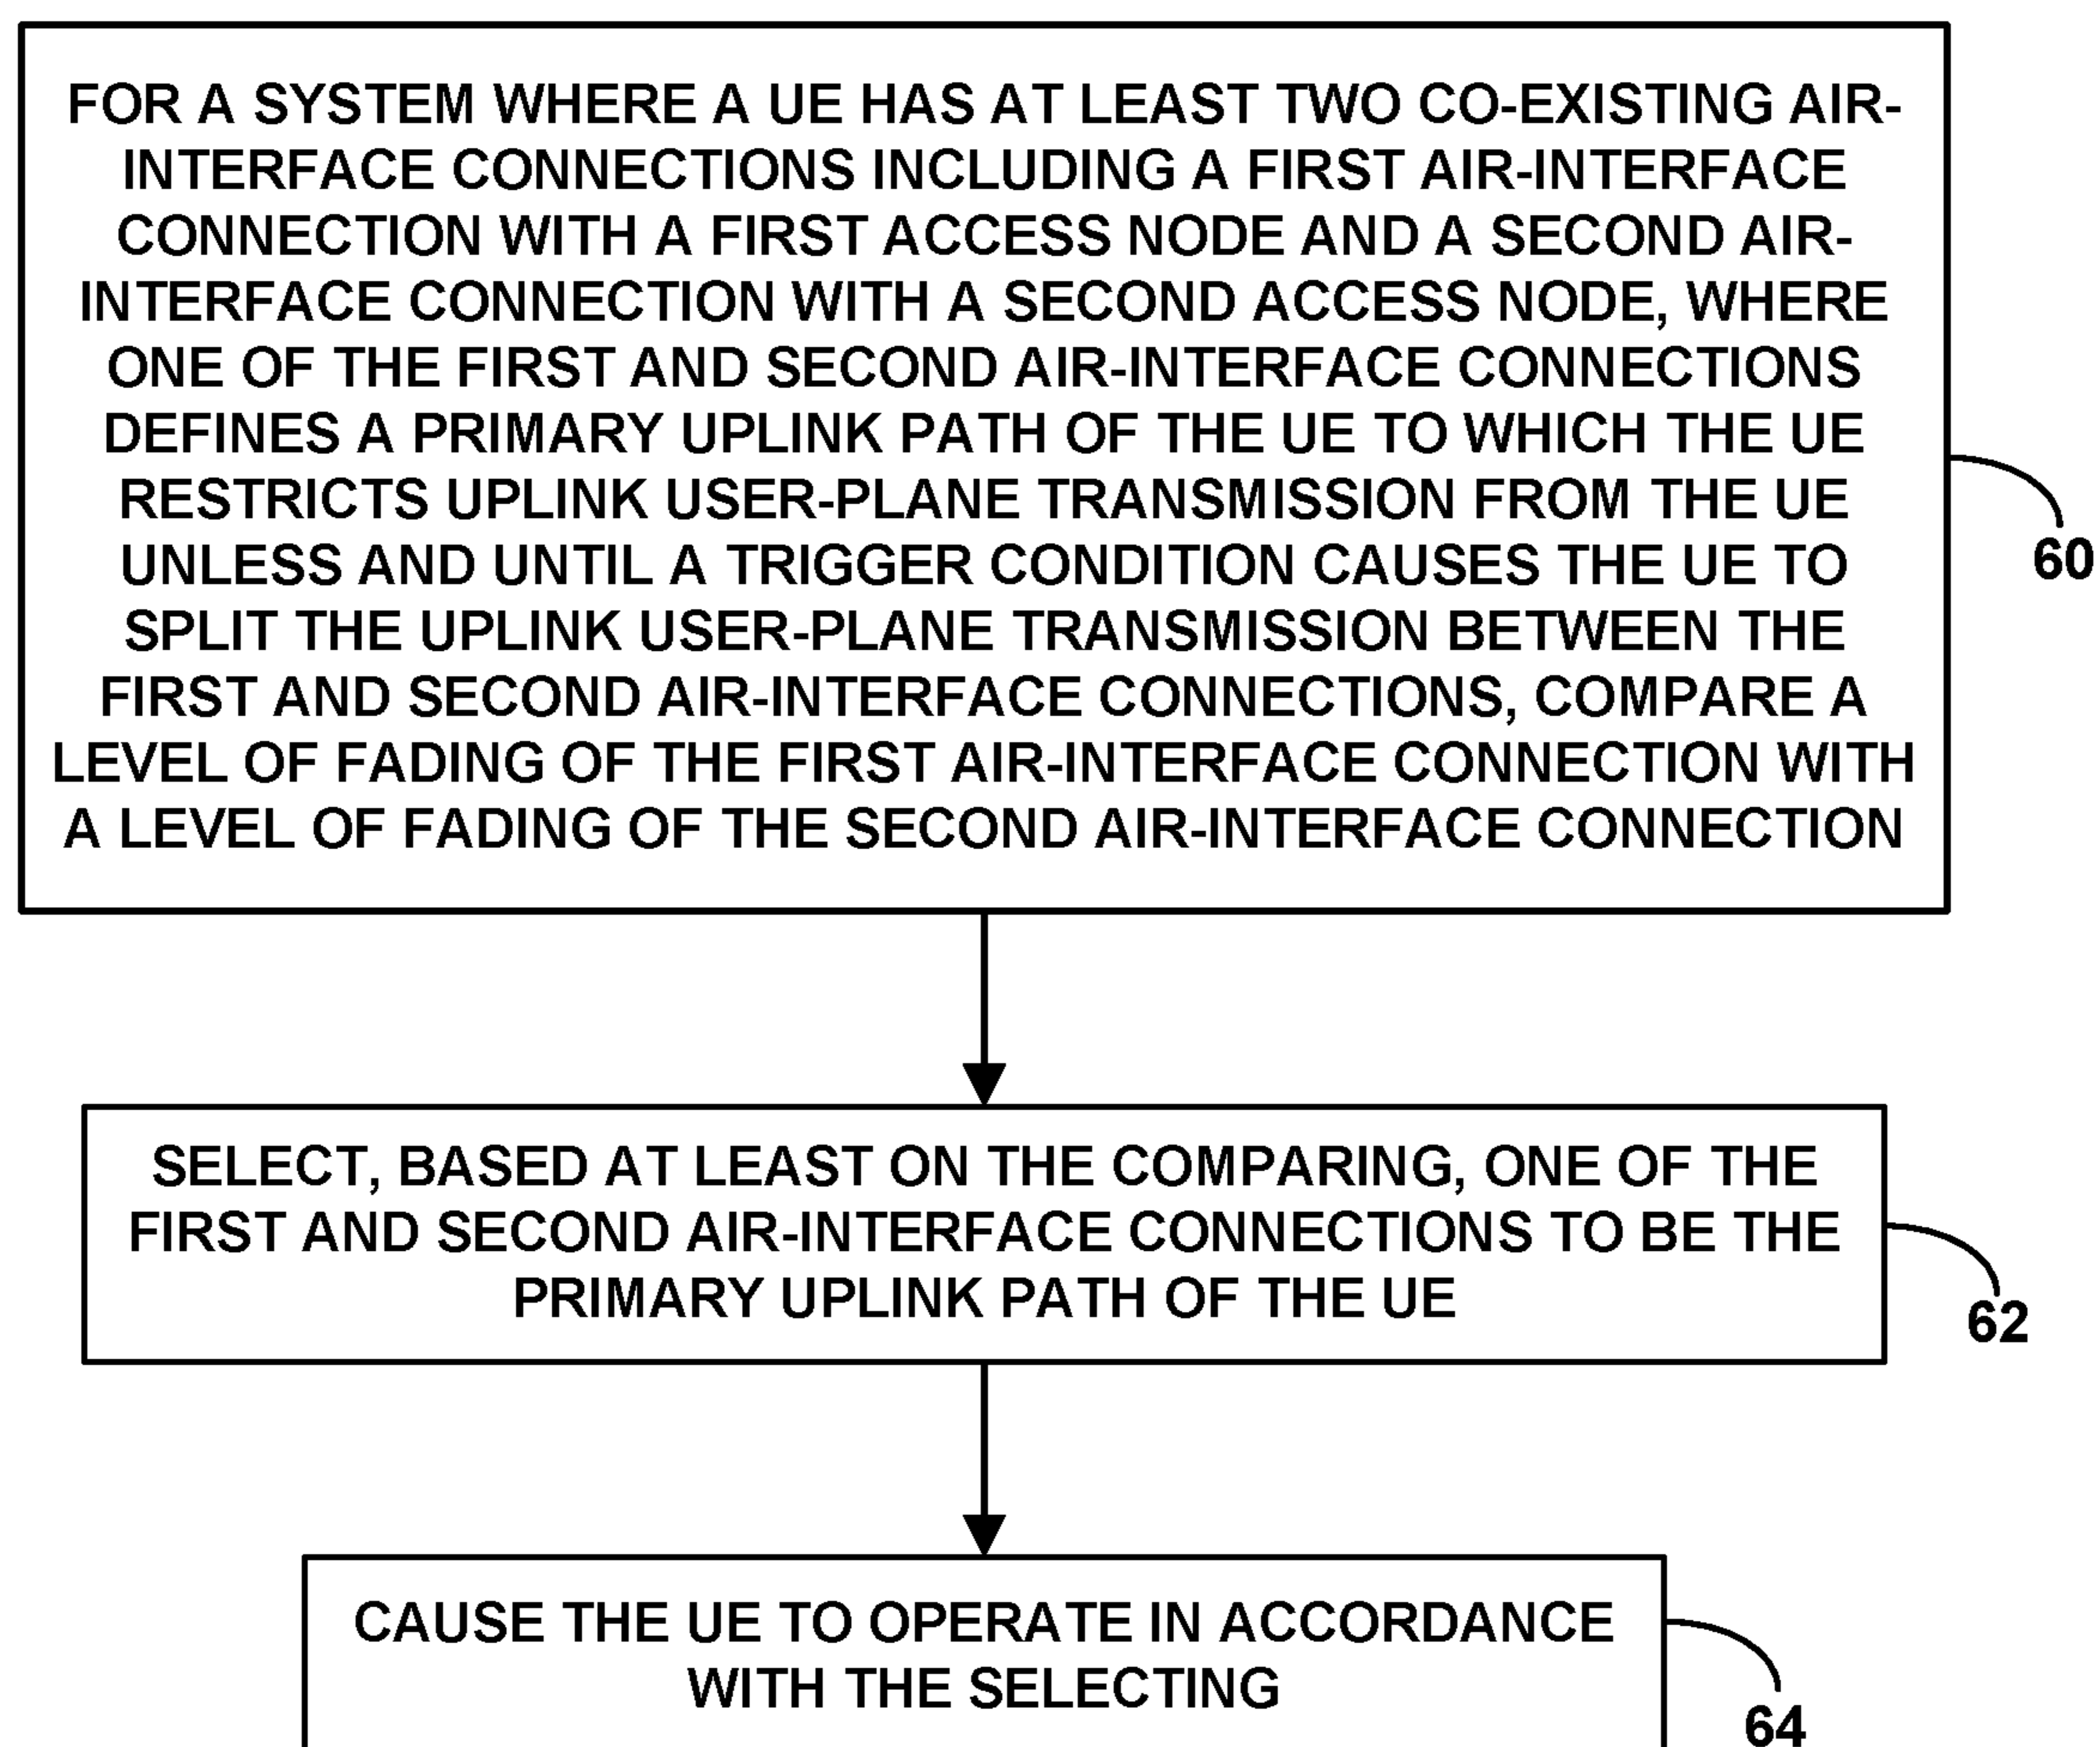 FOR A SYSTEM WHERE A UE HAS AT LEAST TWO CO-EXISTING AIR-
INTERFACE CONNECTIONS INCLUDING A FIRST AIR-INTERFACE
CONNECTION WITH A FIRST ACCESS NODE AND A SECOND AIR-
INTERFACE CONNECTION WITH A SECOND ACCESS NODE, WHERE
ONE OF THE FIRST AND SECOND AIR-INTERFACE CONNECTIONS
DEFINES A PRIMARY UPLINK PATH OF THE UE TO WHICH THE UE
RESTRICTS UPLINK USER-PLANE TRANSMISSION FROM THE UE
UNLESS AND UNTIL A TRIGGER CONDITION CAUSES THE UE TO
SPLIT THE UPLINK USER-PLANE TRANSMISSION BETWEEN THE
FIRST AND SECOND AIR-INTERFACE CONNECTIONS, COMPARE A
LEVEL OF FADING OF THE FIRST AIR-INTERFACE CONNECTION WITH
A LEVEL OF FADING OF THE SECOND AIR-INTERFACE CONNECTION
60
SELECT, BASED AT LEAST ON THE COMPARING, ONE OF THE
FIRST AND SECOND AIR-INTERFACE CONNECTIONS TO BE THE
PRIMARY UPLINK PATH OF THE UE
62
CAUSE THE UE TO OPERATE IN ACCORDANCE
WITH THE SELECTING
64